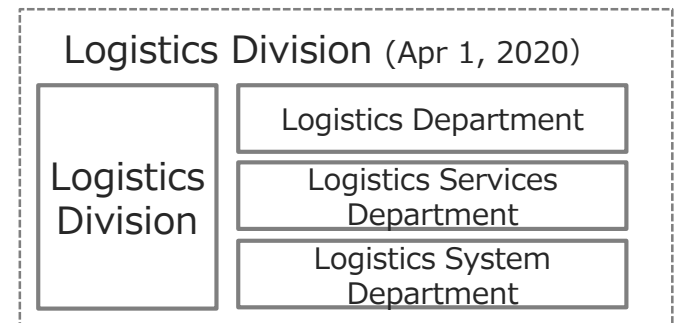 Logistics Division (Apr 1, 2020)
Logistics
Division
Logistics Department
Logistics Services
Department
Logistics System
Department